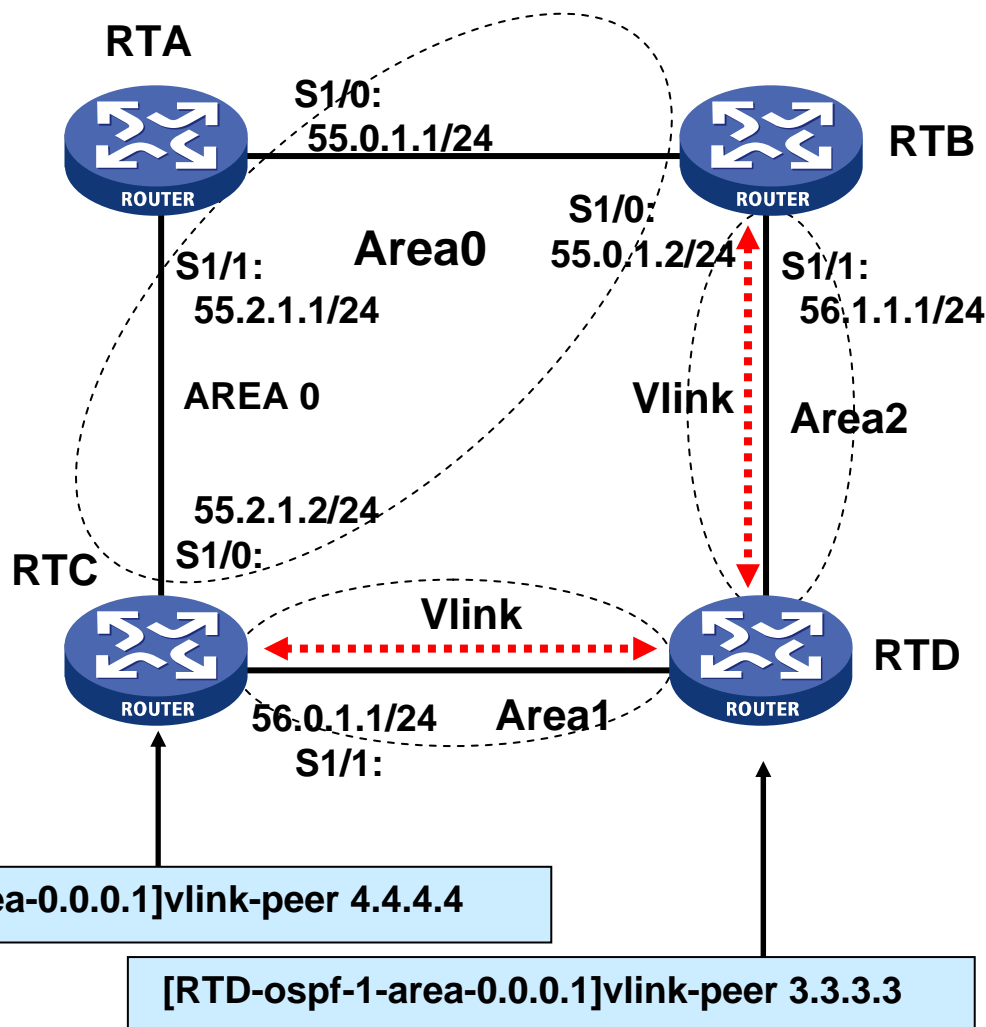 RTA
S1/0:
55.0.1.1/24
RTB
ROUTER
ROUTER
S1/0:
55.0.1.2/24
Area0
S1/1:
55.2.1.1/24
S1/1:
56.1.1.1/24
AREA 0
Vlink
Area2
55.2.1.2/24
S1/0:
RTC
Vlink
RTD
ROUTER
ROUTER
56.0.1.1/24
Area1
S1/1:
ea-0.0.0.1]vlink-peer 4.4.4.4
[RTD-ospf-1-area-0.0.0.1]vlink-peer 3.3.3.3